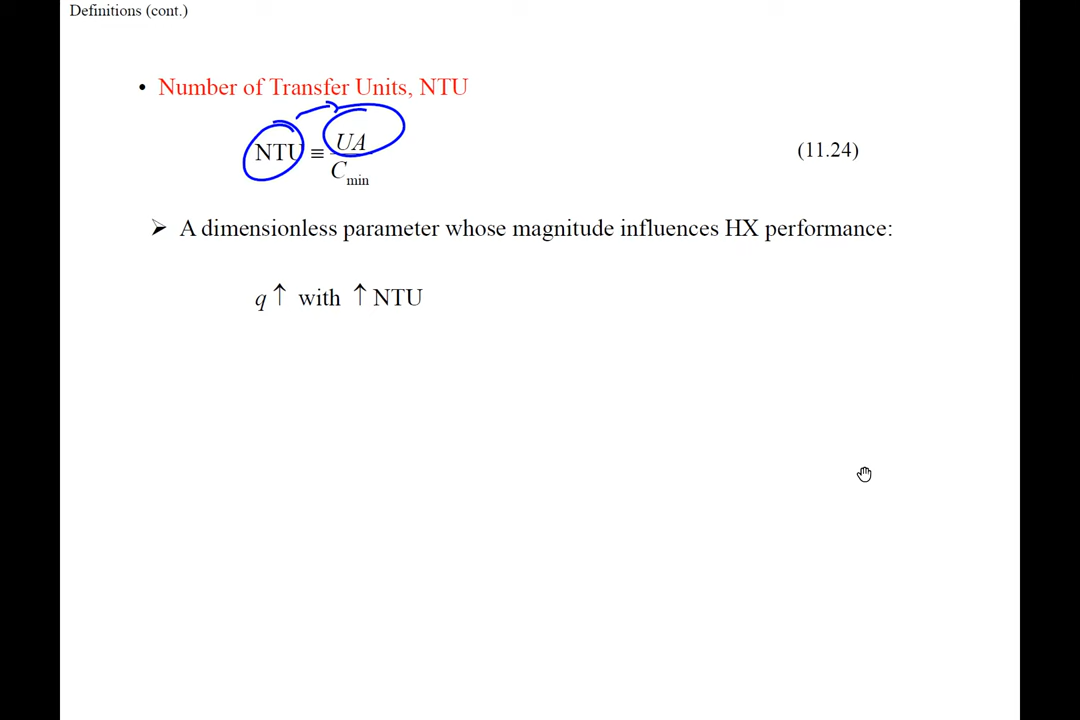 Definitions (cont.)
• Number of Transfer Units, NTU
NTU ≡ UA / C_min (11.24)
➢ A dimensionless parameter whose magnitude influences HX performance:
q ↑ with ↑ NTU